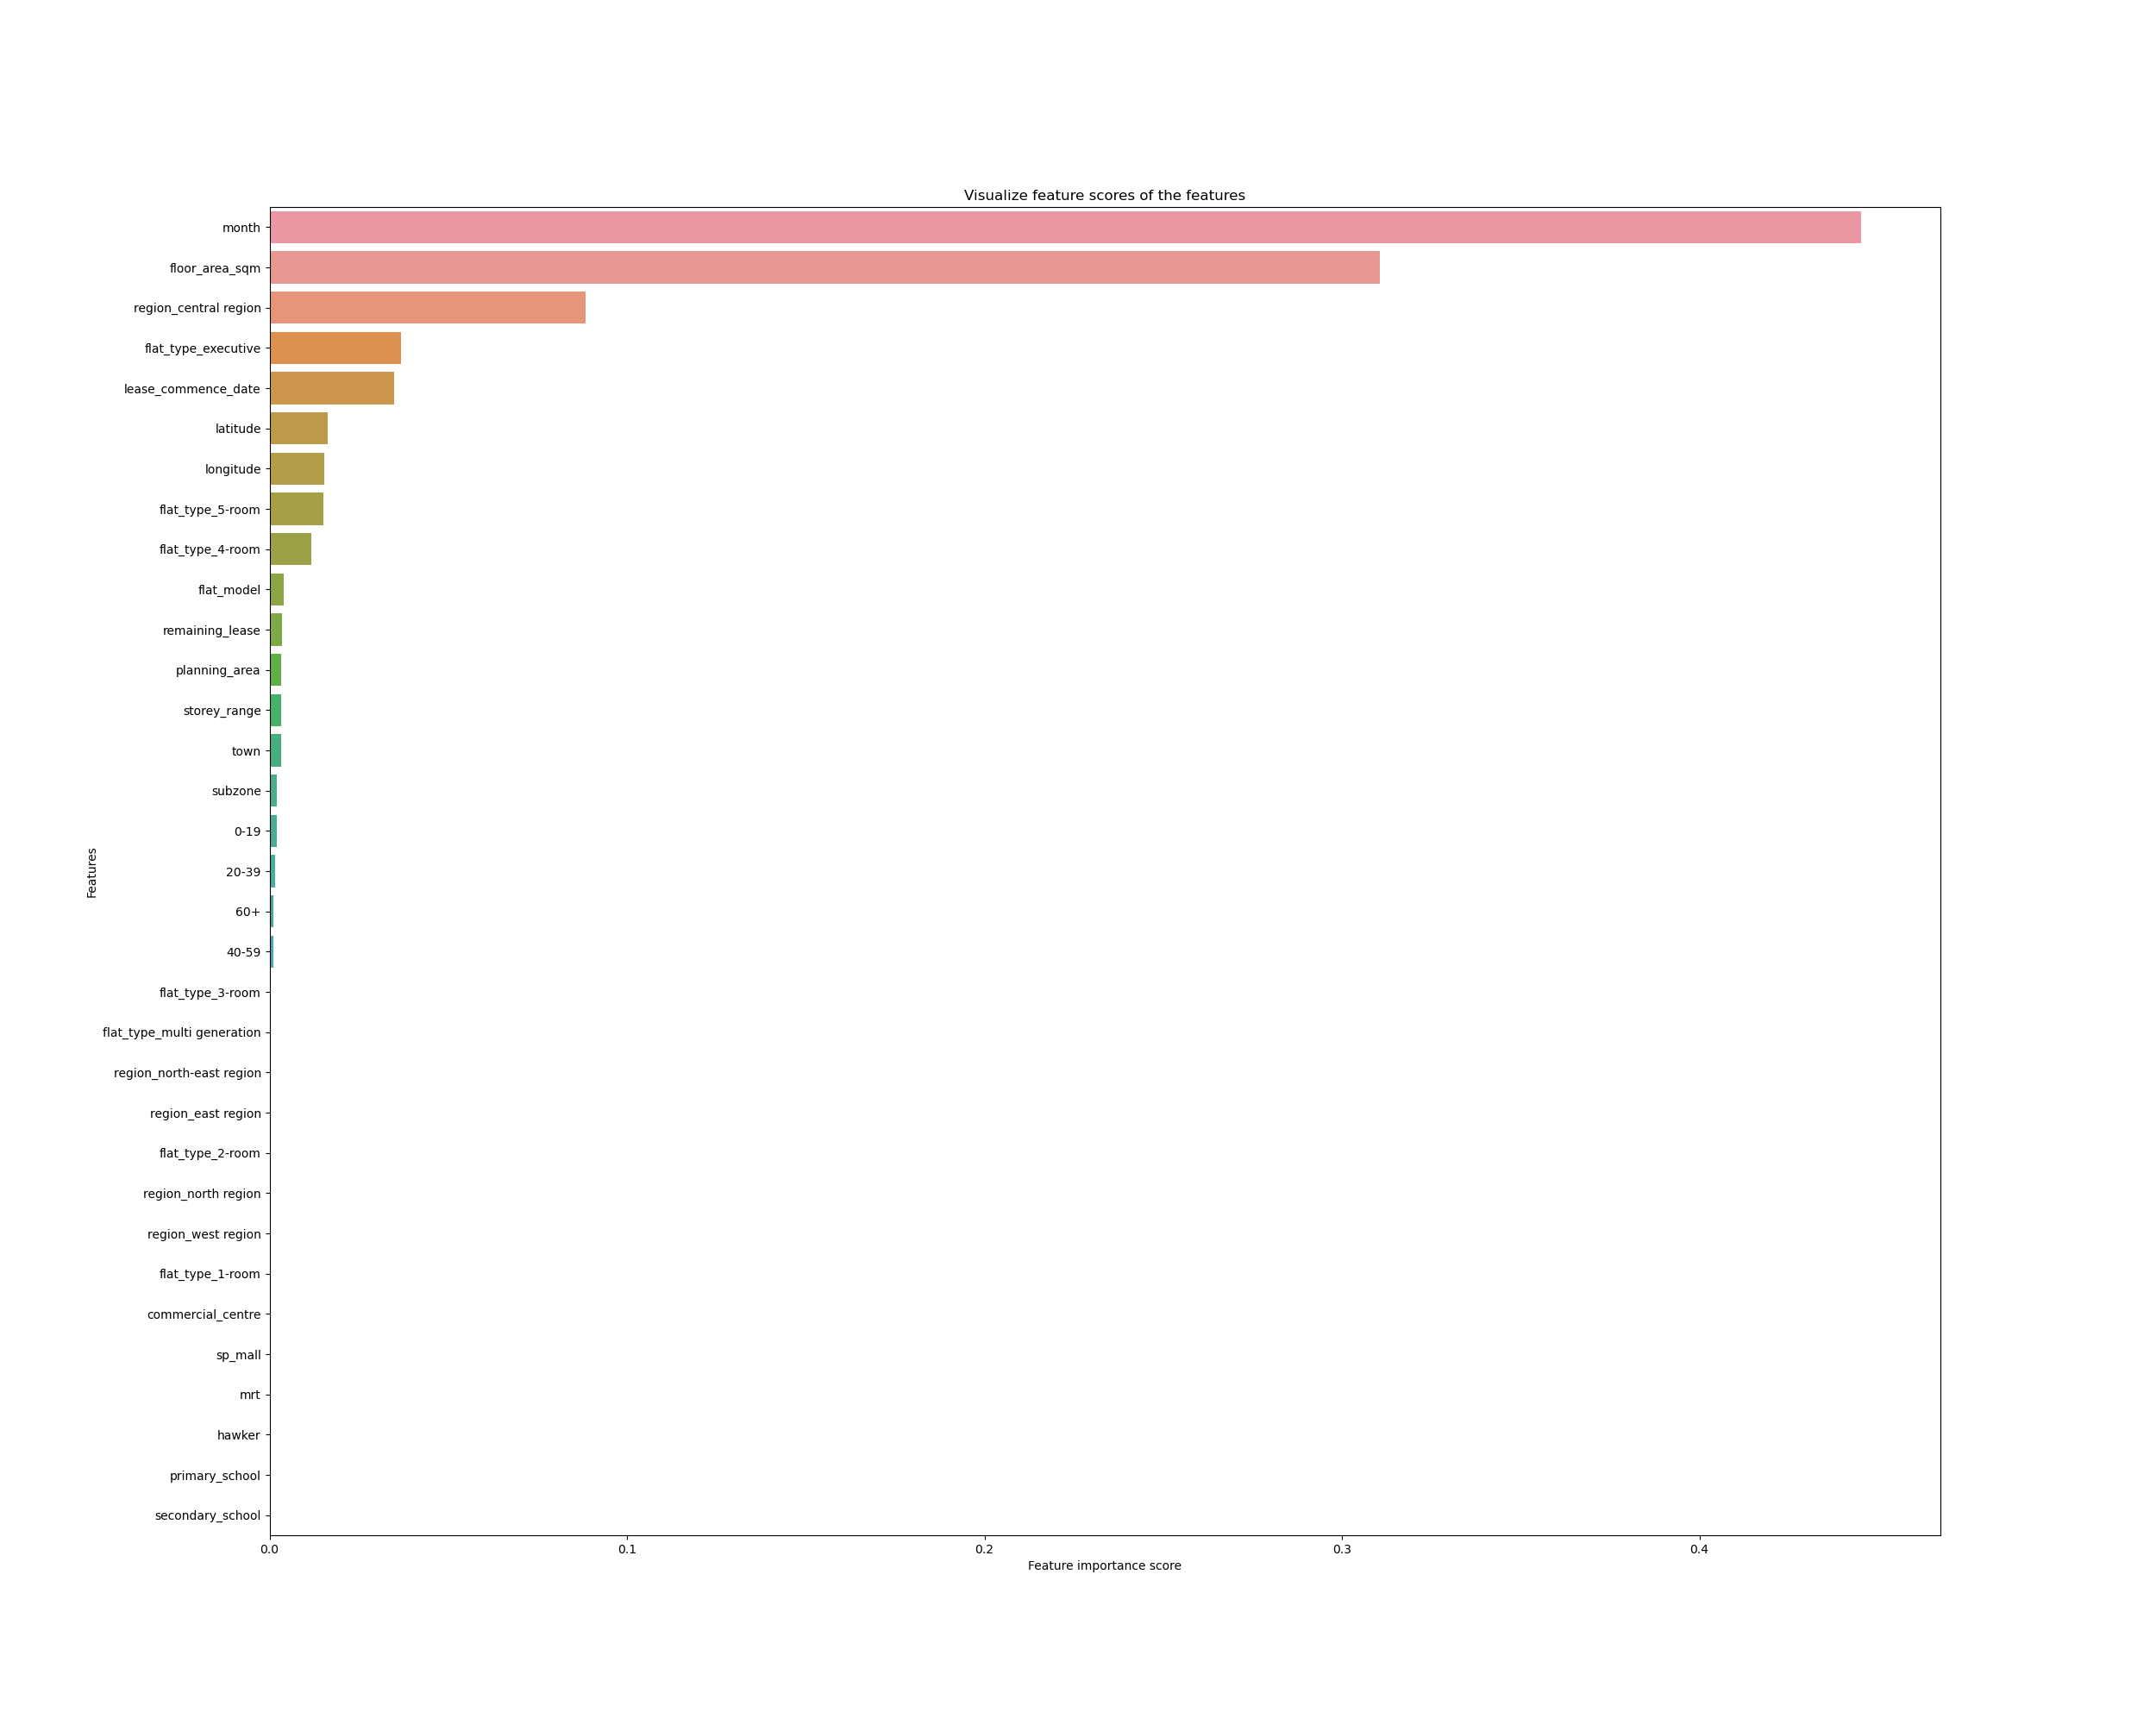 Visualize feature scores of the features
month
floor_area_sqm
region_central region
flat_type_executive
lease_commence_date
latitude
longitude
flat_type_5-room
flat_type_4-room
flat_model
remaining_lease
planning_area
storey_range
town
subzone
0-19
20-39
60+
40-59
flat_type_3-room
flat_type_multi generation
region_north-east region
region_east region
flat_type_2-room
region_north region
region_west region
flat_type_1-room
commercial_centre
sp_mall
mrt
hawker
primary_school
secondary_school
Features
0.0 0.1 0.2 0.3 0.4
Feature importance score